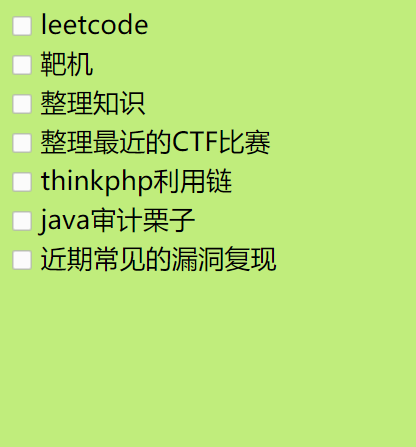 leetcode
靶机
整理知识
整理最近的CTF比赛
thinkphp利用链
java审计栗子
近期常见的漏洞复现